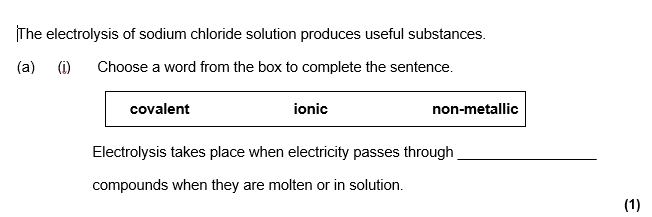 The electrolysis of sodium chloride solution produces useful substances.
(a) (i) Choose a word from the box to complete the sentence.
covalent ionic non-metallic
Electrolysis takes place when electricity passes through ___________________
compounds when they are molten or in solution.
(1)